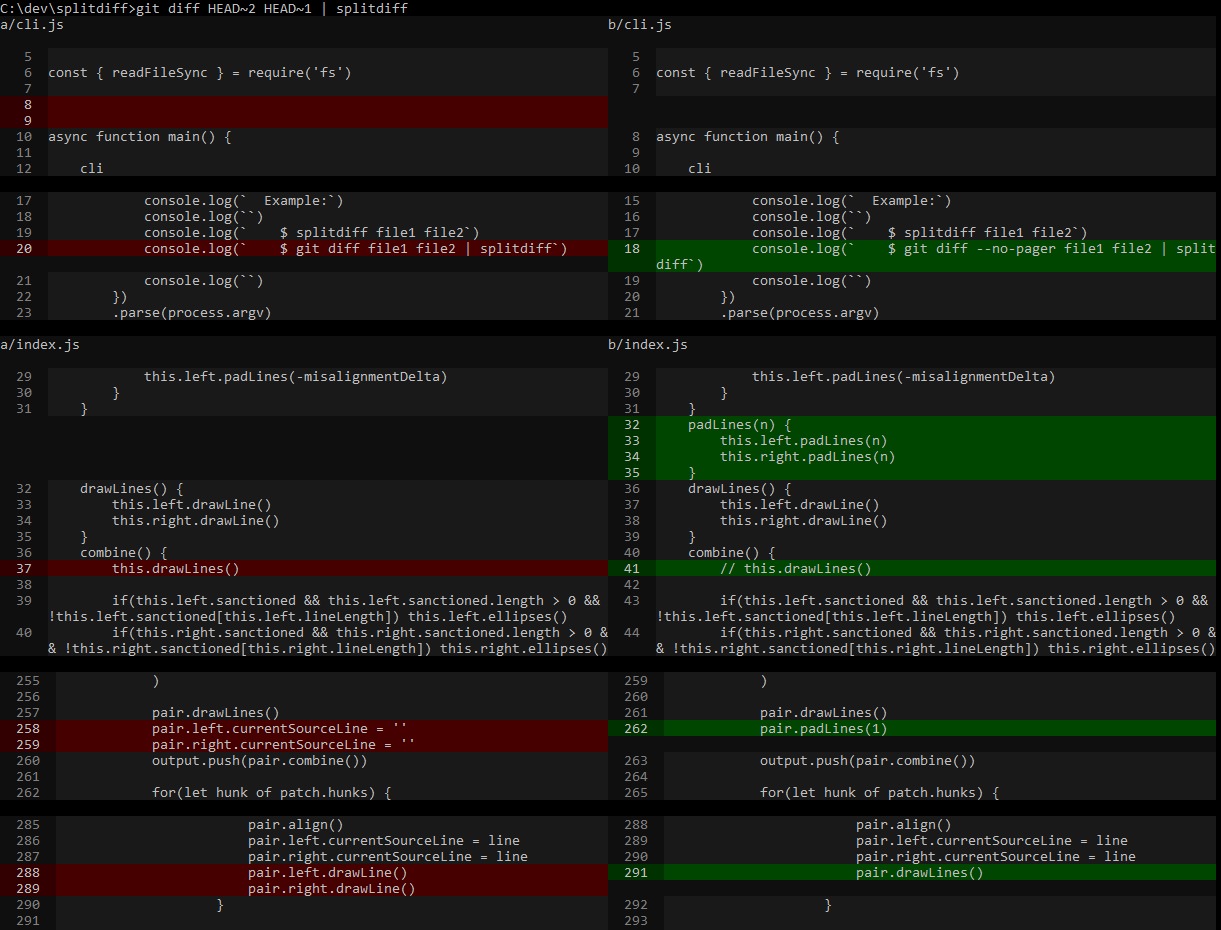 C:\dev\splitdiff>git diff HEAD~2 HEAD~1 | splitdiff
a/cli.js b/cli.js
5 5
6 const { readFileSync } = require('fs') 6 const { readFileSync } = require('fs')
7 7
8
9
10 async function main() { 8 async function main() {
11 9
12 cli 10 cli
17 console.log(`  Example:`) 15 console.log(`  Example:`)
18 console.log(``) 16 console.log(``)
19 console.log(`    $ splitdiff file1 file2`) 17 console.log(`    $ splitdiff file1 file2`)
20 console.log(`    $ git diff file1 file2 | splitdiff`) 18 console.log(`    $ git diff --no-pager file1 file2 | split
diff`)
21 console.log(``) 19 console.log(``)
22 }) 20 })
23 .parse(process.argv) 21 .parse(process.argv)
a/index.js b/index.js
29 this.left.padLines(-misalignmentDelta) 29 this.left.padLines(-misalignmentDelta)
30 } 30 }
31 } 31 }
32 padLines(n) {
33 this.left.padLines(n)
34 this.right.padLines(n)
35 }
32 drawLines() { 36 drawLines() {
33 this.left.drawLine() 37 this.left.drawLine()
34 this.right.drawLine() 38 this.right.drawLine()
35 } 39 }
36 combine() { 40 combine() {
37 this.drawLines() 41 // this.drawLines()
38 42
39 if(this.left.sanctioned && this.left.sanctioned.length > 0 && 43 if(this.left.sanctioned && this.left.sanctioned.length > 0 &&
!this.left.sanctioned[this.left.lineLength]) this.left.ellipses() !this.left.sanctioned[this.left.lineLength]) this.left.ellipses()
40 if(this.right.sanctioned && this.right.sanctioned.length > 0 & 44 if(this.right.sanctioned && this.right.sanctioned.length > 0 &
& !this.right.sanctioned[this.right.lineLength]) this.right.ellipses() & !this.right.sanctioned[this.right.lineLength]) this.right.ellipses()
255 ) 259 )
256 260
257 pair.drawLines() 261 pair.drawLines()
258 pair.left.currentSourceLine = '' 262 pair.padLines(1)
259 pair.right.currentSourceLine = ''
260 output.push(pair.combine()) 263 output.push(pair.combine())
261 264
262 for(let hunk of patch.hunks) { 265 for(let hunk of patch.hunks) {
285 pair.align() 288 pair.align()
286 pair.left.currentSourceLine = line 289 pair.left.currentSourceLine = line
287 pair.right.currentSourceLine = line 290 pair.right.currentSourceLine = line
288 pair.left.drawLine() 291 pair.drawLines()
289 pair.right.drawLine()
290 } 292 }
291 293